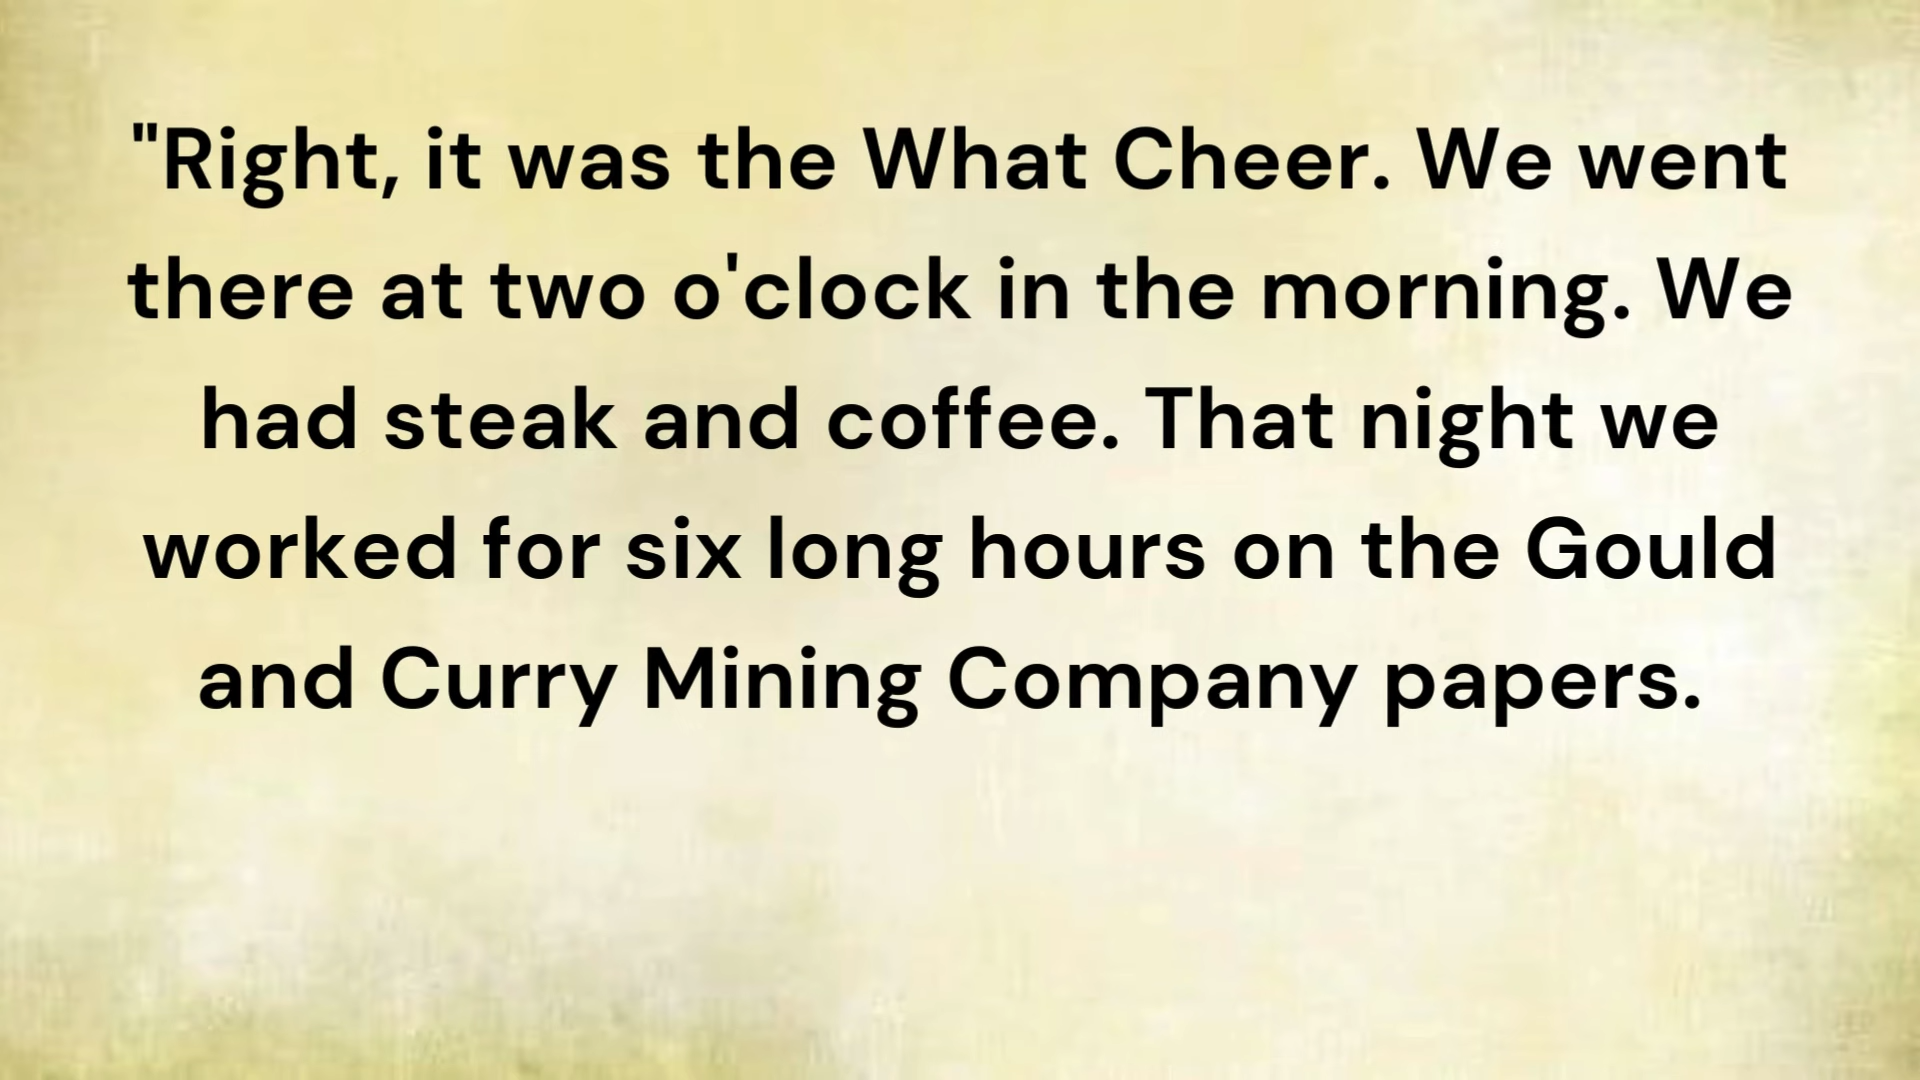 "Right, it was the What Cheer. We went
there at two o'clock in the morning. We
had steak and coffee. That night we
worked for six long hours on the Gould
and Curry Mining Company papers.